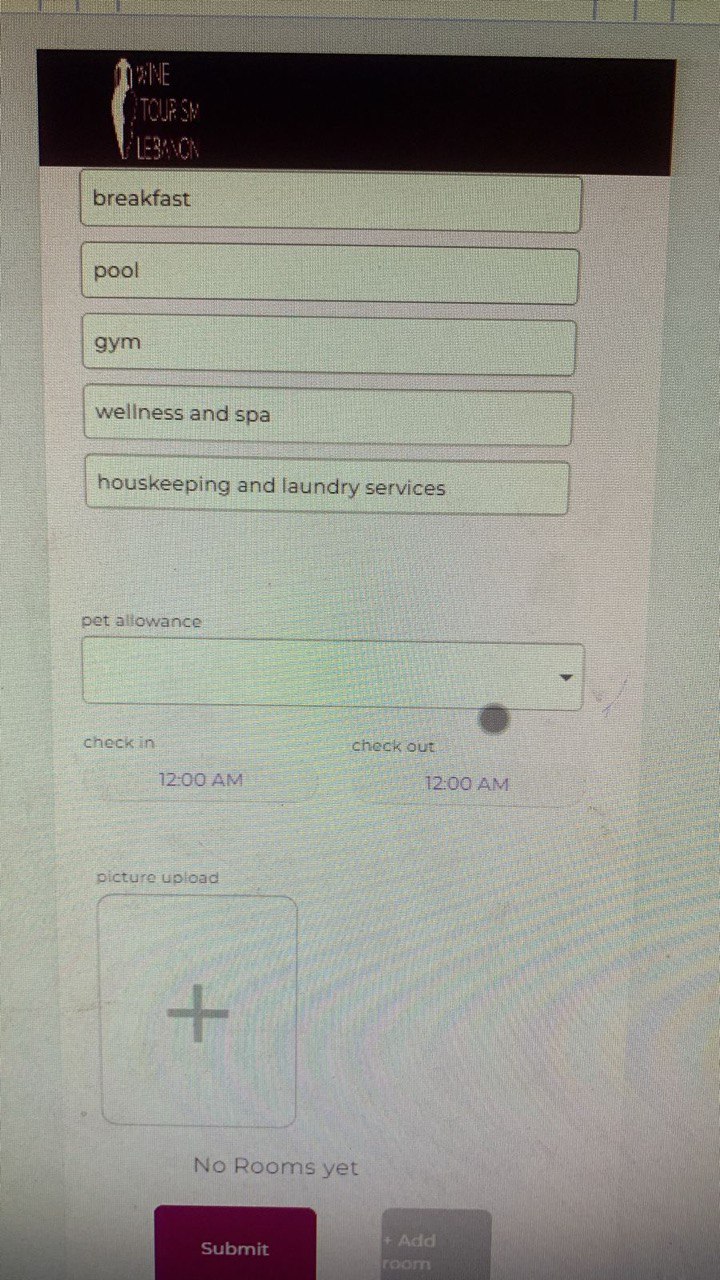 WINE
TOURISM
LEBANON
breakfast
pool
gym
wellness and spa
houskeeping and laundry services
pet allowance
check in
check out
12:00 AM
12:00 AM
picture upload
No Rooms yet
Submit
+ Add
room